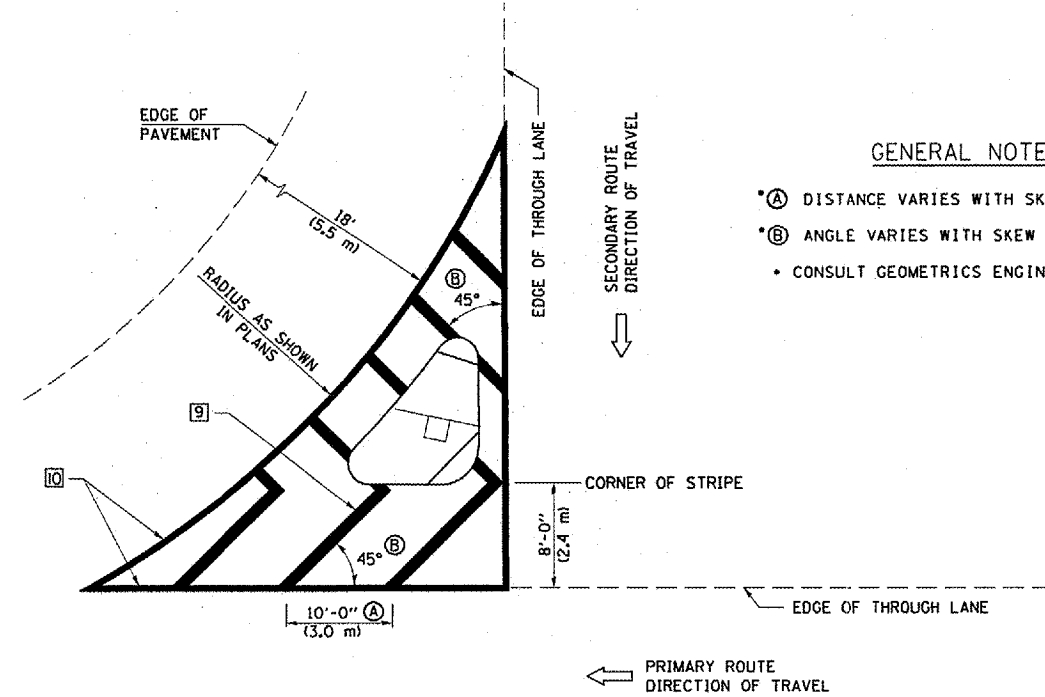 EDGE OF
PAVEMENT
18'
(5.5 m)
RADIUS AS SHOWN
IN PLANS
9
10
EDGE OF THROUGH LANE
SECONDARY ROUTE
DIRECTION OF TRAVEL
GENERAL NOTE
*Ⓐ DISTANCE VARIES WITH SK
*Ⓑ ANGLE VARIES WITH SKEW
* CONSULT GEOMETRICS ENGIN
Ⓑ
45°
CORNER OF STRIPE
8'-0"
(2.4 m)
45° Ⓑ
10'-0" Ⓐ
(3.0 m)
EDGE OF THROUGH LANE
PRIMARY ROUTE
DIRECTION OF TRAVEL